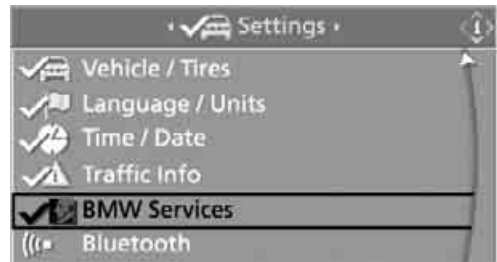 Settings
Vehicle / Tires
Language / Units
Time / Date
Traffic Info
BMW Services
Bluetooth